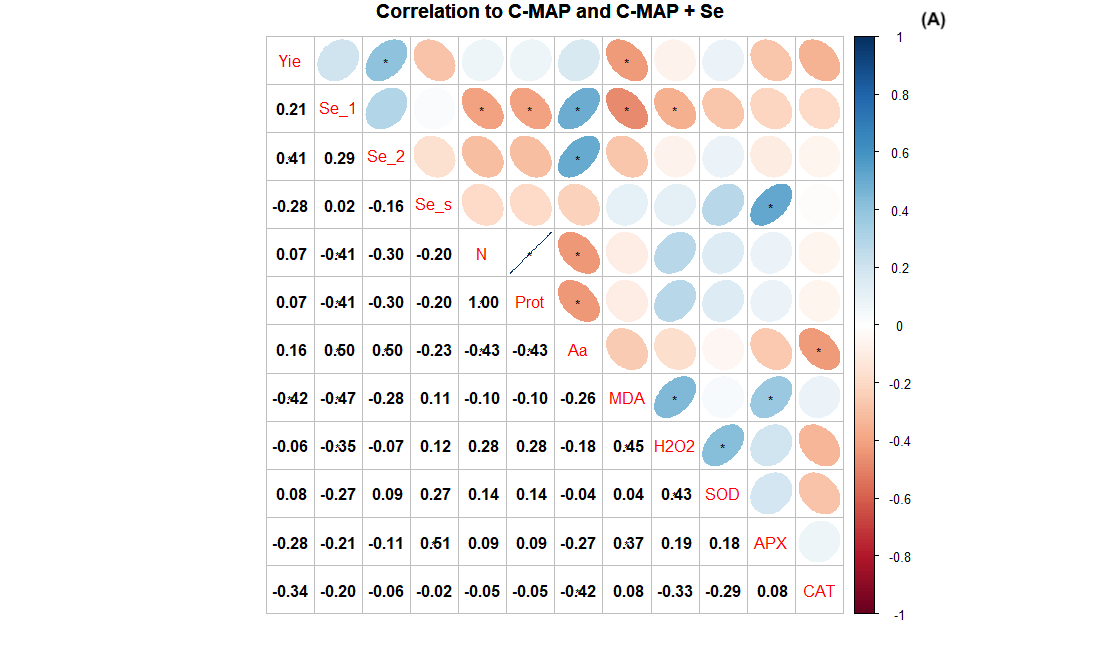 Correlation to C-MAP and C-MAP + Se
(A)
Yie * *
0.21 Se_1 * * * * *
0.41 0.29 Se_2 *
-0.28 0.02 -0.16 Se_s *
0.07 -0.41 -0.30 -0.20 N * *
0.07 -0.41 -0.30 -0.20 1.00 Prot *
0.16 0.50 0.50 -0.23 -0.43 -0.43 Aa *
-0.42 -0.47 -0.28 0.11 -0.10 -0.10 -0.26 MDA * *
-0.06 -0.35 -0.07 0.12 0.28 0.28 -0.18 0.45 H2O2 *
0.08 -0.27 0.09 0.27 0.14 0.14 -0.04 0.04 0.43 SOD
-0.28 -0.21 -0.11 0.51 0.09 0.09 -0.27 0.37 0.19 0.18 APX
-0.34 -0.20 -0.06 -0.02 -0.05 -0.05 -0.42 0.08 -0.33 -0.29 0.08 CAT
1
0.8
0.6
0.4
0.2
0
-0.2
-0.4
-0.6
-0.8
-1